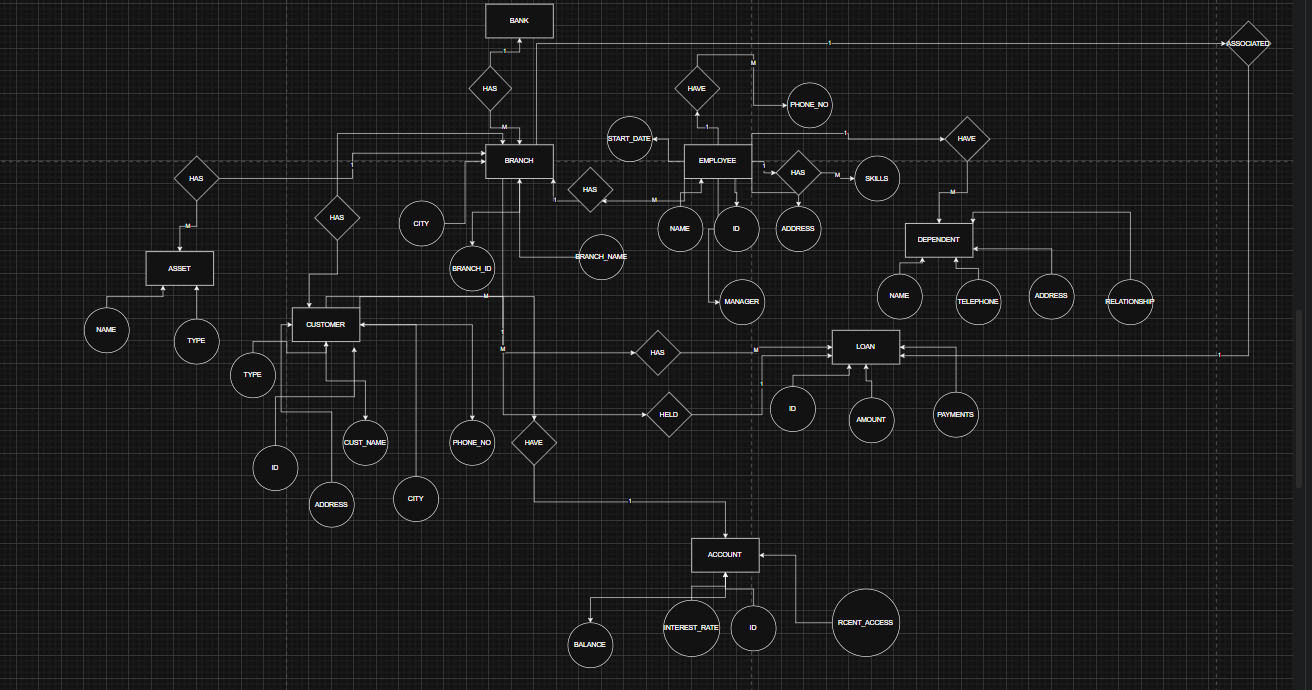 BANK
1
1
ASSOCIATED
M
HAS
HAVE
PHONE_NO
M
1
START_DATE
1
HAVE
BRANCH
EMPLOYEE
1
1
HAS
HAS
M
SKILLS
HAS
M
HAS
1
M
M
HAS
CITY
M
NAME
ID
ADDRESS
DEPENDENT
BRANCH_NAME
ASSET
BRANCH_ID
NAME
TELEPHONE
ADDRESS
RELATIONSHIP
M
MANAGER
NAME
CUSTOMER
TYPE
1
M
HAS
M
LOAN
1
TYPE
1
ID
AMOUNT
PAYMENTS
HELD
CUST_NAME
PHONE_NO
HAVE
ID
ADDRESS
CITY
1
ACCOUNT
RCENT_ACCESS
INTEREST_RATE
ID
BALANCE